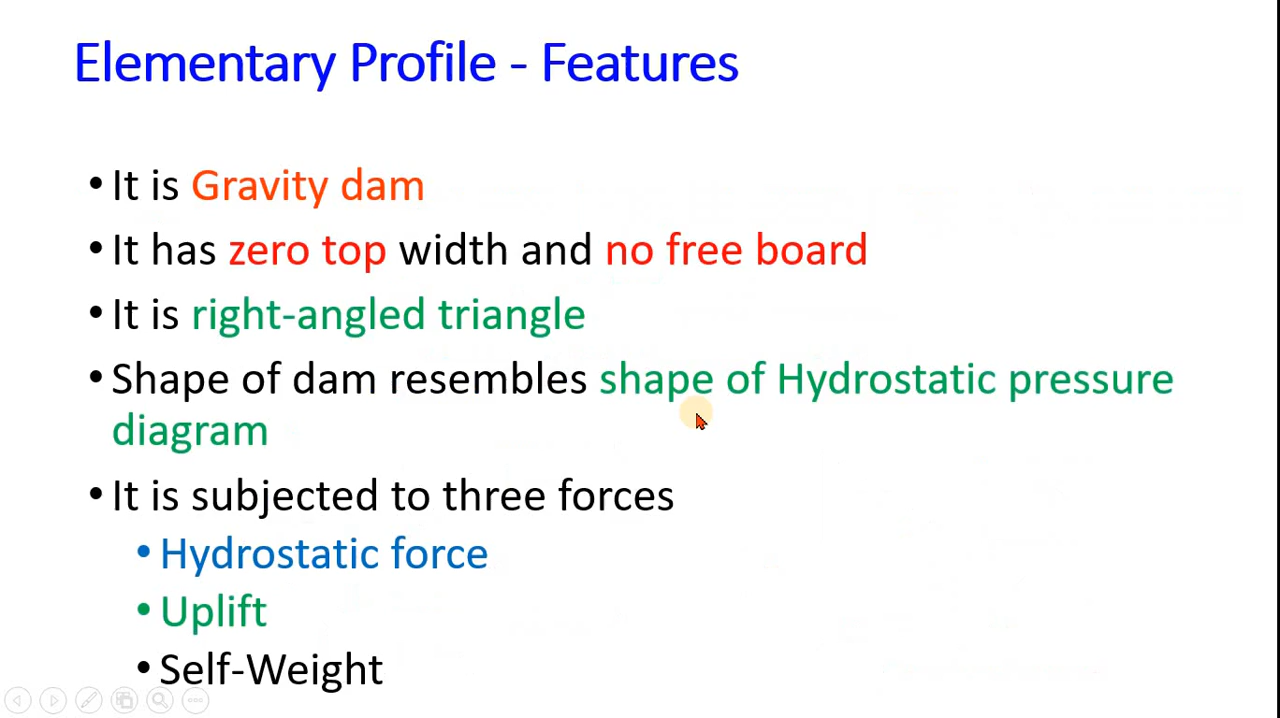 Elementary Profile - Features
• It is Gravity dam
• It has zero top width and no free board
• It is right-angled triangle
• Shape of dam resembles shape of Hydrostatic pressure
diagram
• It is subjected to three forces
• Hydrostatic force
• Uplift
• Self-Weight